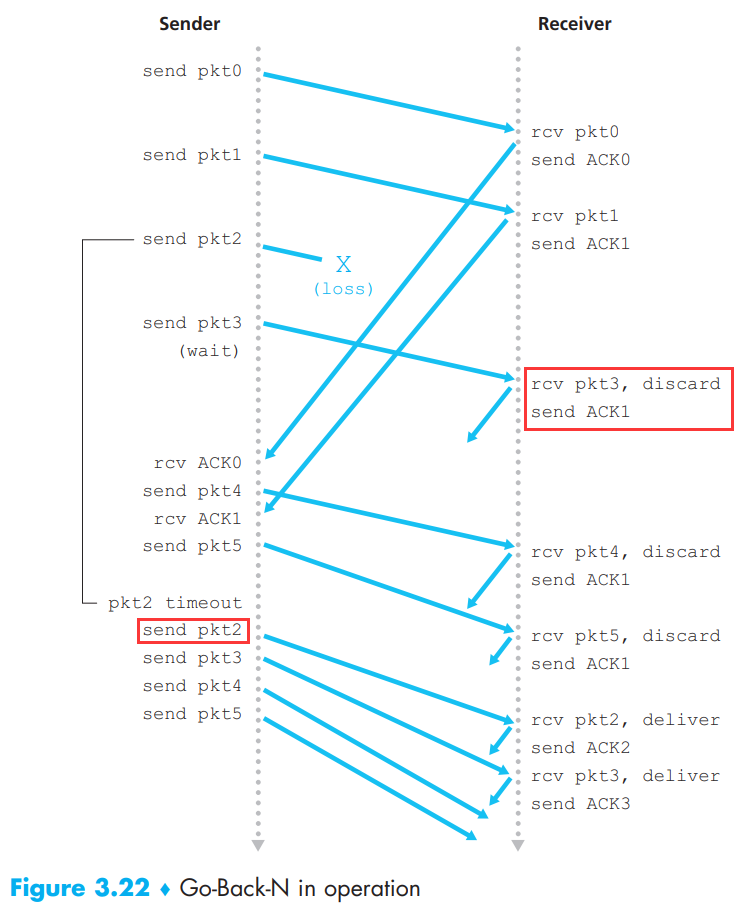 Sender
Receiver
send pkt0
rcv pkt0
send pkt1
send ACK0
rcv pkt1
send pkt2
send ACK1
X
(loss)
send pkt3
(wait)
rcv pkt3, discard
send ACK1
rcv ACK0
send pkt4
rcv ACK1
send pkt5
rcv pkt4, discard
send ACK1
pkt2 timeout
send pkt2
rcv pkt5, discard
send pkt3
send ACK1
send pkt4
send pkt5
rcv pkt2, deliver
send ACK2
rcv pkt3, deliver
send ACK3
Figure 3.22 ♦ Go-Back-N in operation